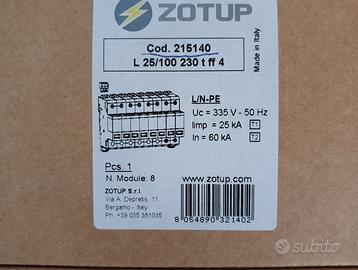 ZOTUP
Cod. 215140
L 25/100 230 t ff 4
Made in Italy
L/N-PE
Uc = 335 V - 50 Hz
Iimp = 25 kA T1
In = 60 kA T2
Pcs. 1
N. Module: 8
ZOTUP S.r.l.
Via A. Depretis, 11
Bergamo - Italy
Ph. +39 035 361035
www.zotup.com
8 054890 321402
subito